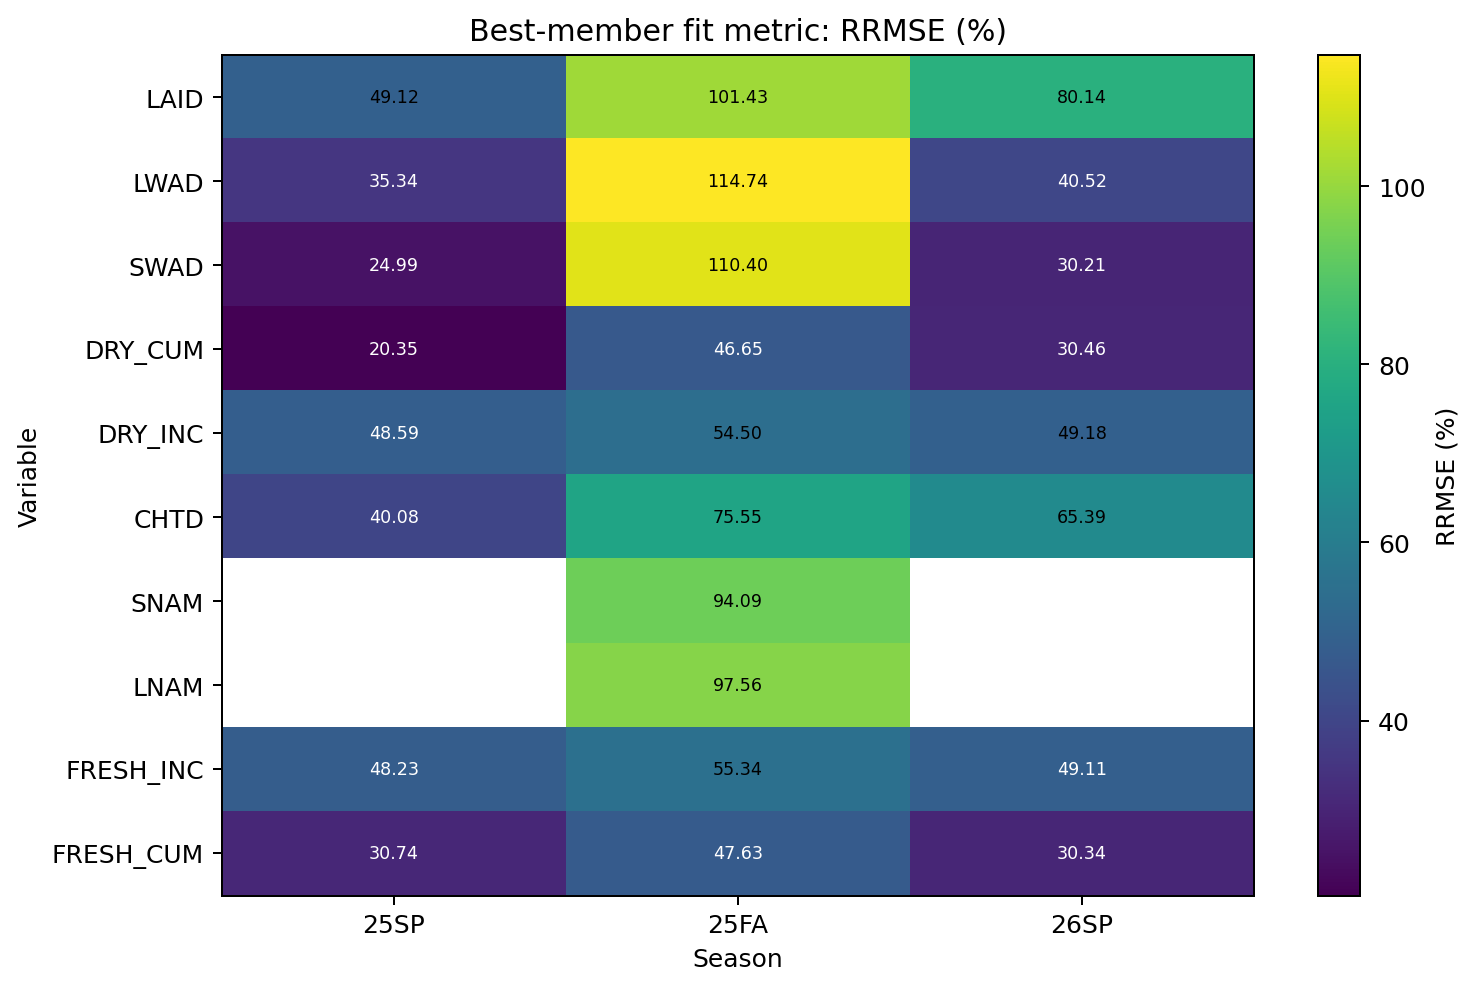 Best-member fit metric: RRMSE (%)
Variable
LAID 49.12 101.43 80.14
LWAD 35.34 114.74 40.52
SWAD 24.99 110.40 30.21
DRY_CUM 20.35 46.65 30.46
DRY_INC 48.59 54.50 49.18
CHTD 40.08 75.55 65.39
SNAM 94.09
LNAM 97.56
FRESH_INC 48.23 55.34 49.11
FRESH_CUM 30.74 47.63 30.34
25SP 25FA 26SP
Season
100
80
60
40
RRMSE (%)